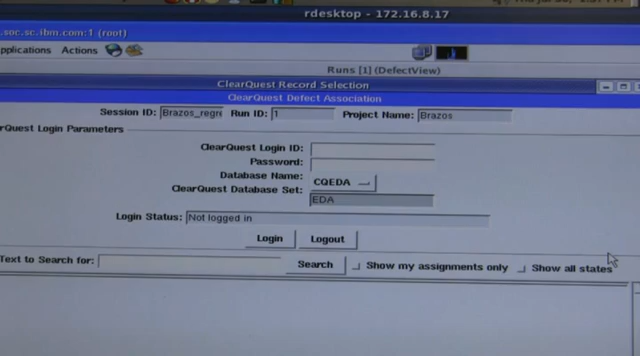 rdesktop - 172.16.8.17
.soc.sc.ibm.com:1 (root)
pplications Actions
Runs [1] (DefectView)
ClearQuest Record Selection
ClearQuest Defect Association
Session ID: Brazos_regre Run ID: 1 Project Name: Brazos
rQuest Login Parameters
ClearQuest Login ID:
Password:
Database Name: CQEDA
ClearQuest Database Set:
EDA
Login Status: Not logged in
Login Logout
Text to Search for: Search Show my assignments only Show all states